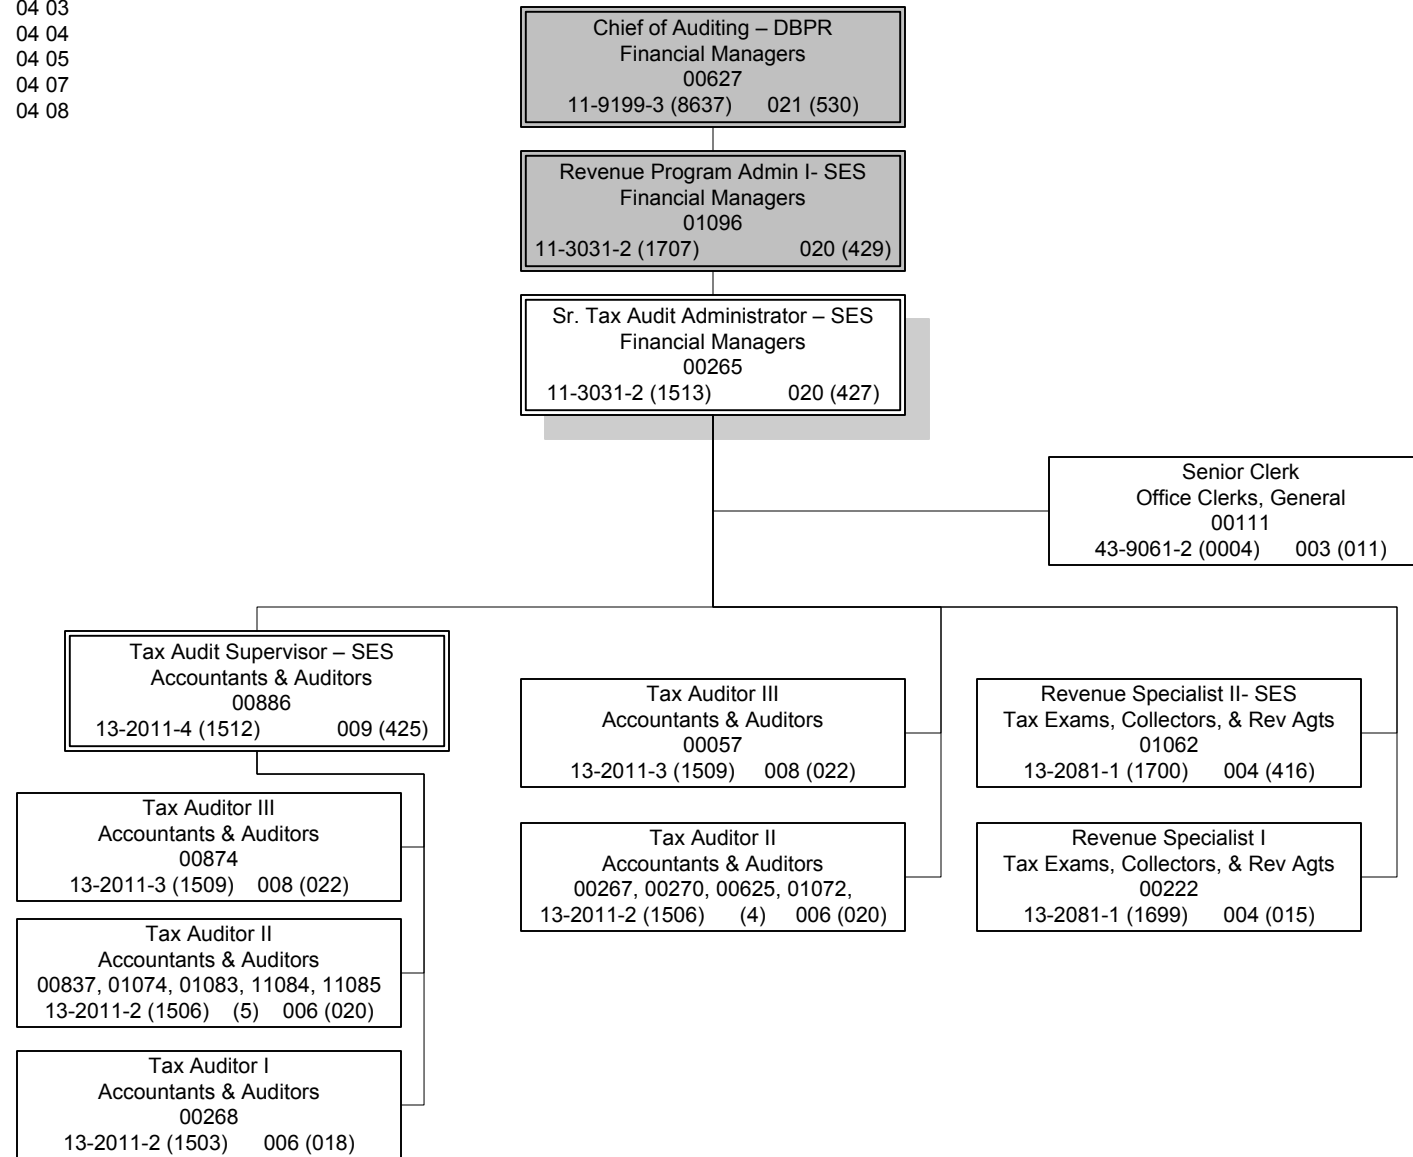 04 03
04 04
04 05
04 07
04 08
Chief of Auditing – DBPR
Financial Managers
00627
11-9199-3 (8637) 021 (530)
Revenue Program Admin I- SES
Financial Managers
01096
11-3031-2 (1707) 020 (429)
Sr. Tax Audit Administrator – SES
Financial Managers
00265
11-3031-2 (1513) 020 (427)
Senior Clerk
Office Clerks, General
00111
43-9061-2 (0004) 003 (011)
Tax Audit Supervisor – SES
Accountants & Auditors
00886
13-2011-4 (1512) 009 (425)
Tax Auditor III
Accountants & Auditors
00874
13-2011-3 (1509) 008 (022)
Tax Auditor II
Accountants & Auditors
00837, 01074, 01083, 11084, 11085
13-2011-2 (1506) (5) 006 (020)
Tax Auditor I
Accountants & Auditors
00268
13-2011-2 (1503) 006 (018)
Tax Auditor III
Accountants & Auditors
00057
13-2011-3 (1509) 008 (022)
Tax Auditor II
Accountants & Auditors
00267, 00270, 00625, 01072,
13-2011-2 (1506) (4) 006 (020)
Revenue Specialist II- SES
Tax Exams, Collectors, & Rev Agts
01062
13-2081-1 (1700) 004 (416)
Revenue Specialist I
Tax Exams, Collectors, & Rev Agts
00222
13-2081-1 (1699) 004 (015)